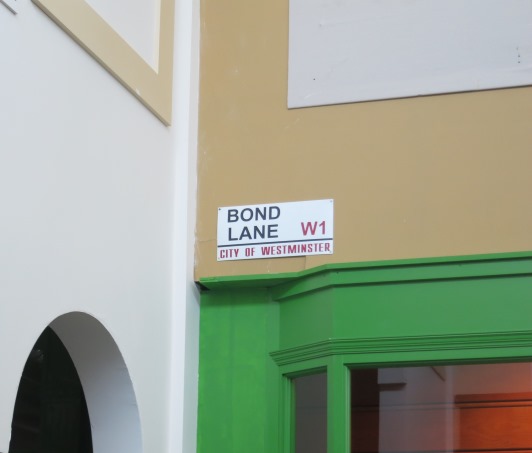 BOND
LANE W1
CITY OF WESTMINSTER